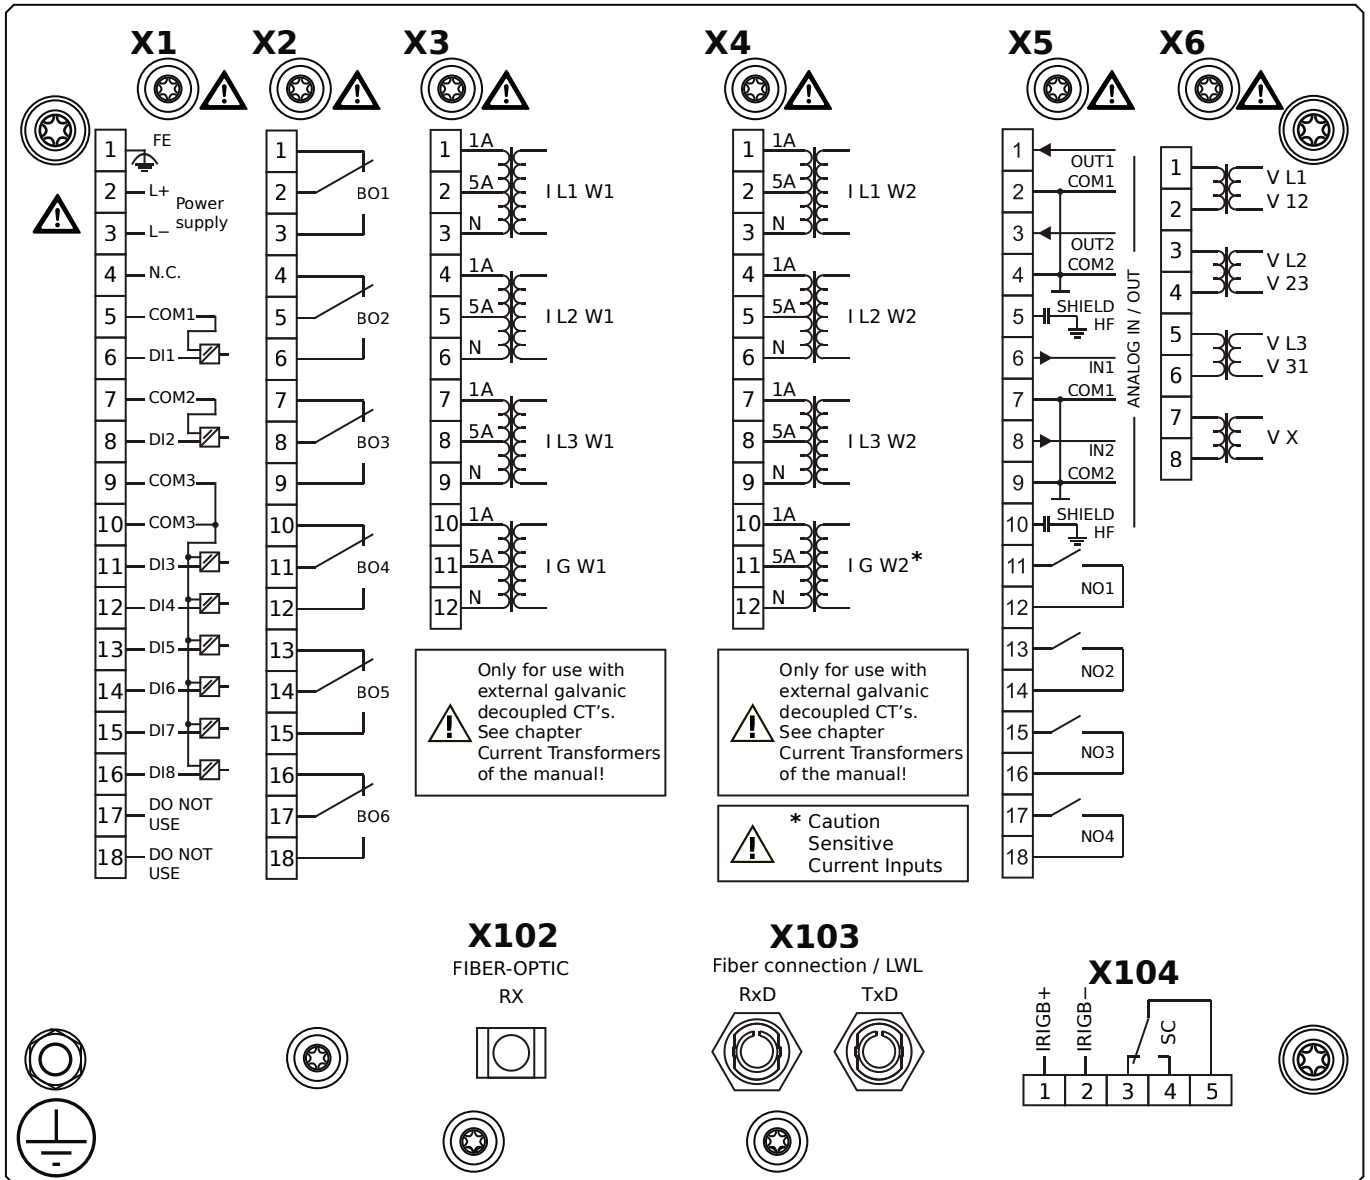 X1
X2
X3
X4
X5
X6
1 FE
2 L+
Power
supply
3 L−
4 N.C.
5 COM1
6 DI1
7 COM2
8 DI2
9 COM3
10 COM3
11 DI3
12 DI4
13 DI5
14 DI6
15 DI7
16 DI8
17 DO NOT
USE
18 DO NOT
USE
1
2 BO1
3
4
5 BO2
6
7
8 BO3
9
10
11 BO4
12
13
14 BO5
15
16
17 BO6
18
1 1A
2 5A I L1 W1
3 N
4 1A
5 5A I L2 W1
6 N
7 1A
8 5A I L3 W1
9 N
10 1A
11 5A I G W1
12 N
Only for use with
external galvanic
decoupled CT's.
See chapter
Current Transformers
of the manual!
1 1A
2 5A I L1 W2
3 N
4 1A
5 5A I L2 W2
6 N
7 1A
8 5A I L3 W2
9 N
10 1A
11 5A I G W2*
12 N
Only for use with
external galvanic
decoupled CT's.
See chapter
Current Transformers
of the manual!
* Caution
Sensitive
Current Inputs
1 OUT1
2 COM1
3 OUT2
4 COM2
5 SHIELD
HF
6 IN1
7 COM1
8 IN2
9 COM2
10 SHIELD
HF
ANALOG IN / OUT
11
NO1
12
13
NO2
14
15
NO3
16
17
NO4
18
1 V L1
2 V 12
3 V L2
4 V 23
5 V L3
6 V 31
7
V X
8
X102
FIBER-OPTIC
RX
X103
Fiber connection / LWL
RxD TxD
X104
IRIGB+
IRIGB−
SC
1 2 3 4 5